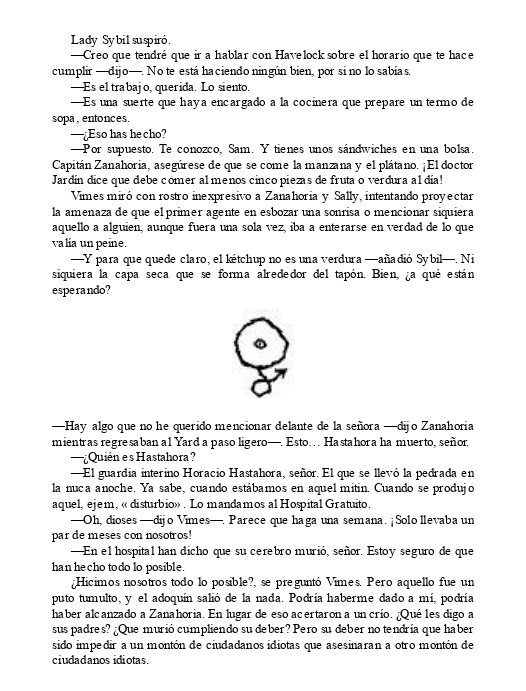 Lady Sybil suspiró.
—Creo que tendré que ir a hablar con Havelock sobre el horario que te hace
cumplir —dijo—. No te está haciendo ningún bien, por si no lo sabías.
—Es el trabajo, querida. Lo siento.
—Es una suerte que haya encargado a la cocinera que prepare un termo de
sopa, entonces.
—¿Eso has hecho?
—Por supuesto. Te conozco, Sam. Y tienes unos sándwiches en una bolsa.
Capitán Zanahoria, asegúrese de que se come la manzana y el plátano. ¡El doctor
Jardín dice que debe comer al menos cinco piezas de fruta o verdura al día!
Vimes miró con rostro inexpresivo a Zanahoria y Sally, intentando proyectar
la amenaza de que el primer agente en esbozar una sonrisa o mencionar siquiera
aquello a alguien, aunque fuera una sola vez, iba a enterarse en verdad de lo que
valía un peine.
—Y para que quede claro, el kétchup no es una verdura —añadió Sybil—. Ni
siquiera la capa seca que se forma alrededor del tapón. Bien, ¿a qué están
esperando?
—Hay algo que no he querido mencionar delante de la señora —dijo Zanahoria
mientras regresaban al Yard a paso ligero—. Esto… Hastahora ha muerto, señor.
—¿Quién es Hastahora?
—El guardia interino Horacio Hastahora, señor. El que se llevó la pedrada en
la nuca anoche. Ya sabe, cuando estábamos en aquel mitin. Cuando se produjo
aquel, ejem, « disturbio» . Lo mandamos al Hospital Gratuito.
—Oh, dioses —dijo Vimes—. Parece que haga una semana. ¡Solo llevaba un
par de meses con nosotros!
—En el hospital han dicho que su cerebro murió, señor. Estoy seguro de que
han hecho todo lo posible.
¿Hicimos nosotros todo lo posible?, se preguntó Vimes. Pero aquello fue un
puto tumulto, y el adoquín salió de la nada. Podría haberme dado a mí, podría
haber alcanzado a Zanahoria. En lugar de eso acertaron a un crío. ¿Qué les digo a
sus padres? ¿Que murió cumpliendo su deber? Pero su deber no tendría que haber
sido impedir a un montón de ciudadanos idiotas que asesinaran a otro montón de
ciudadanos idiotas.